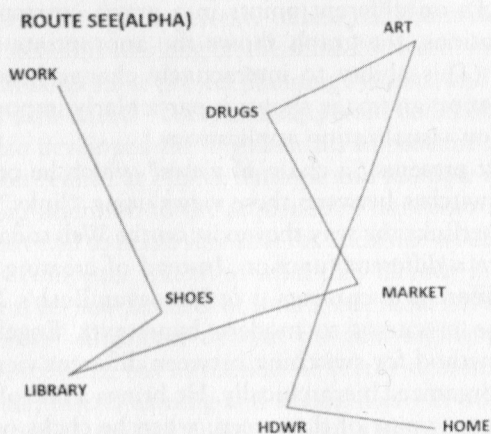 ROUTE SEE(ALPHA)
ART
WORK
DRUGS
SHOES
MARKET
LIBRARY
HDWR
HOME